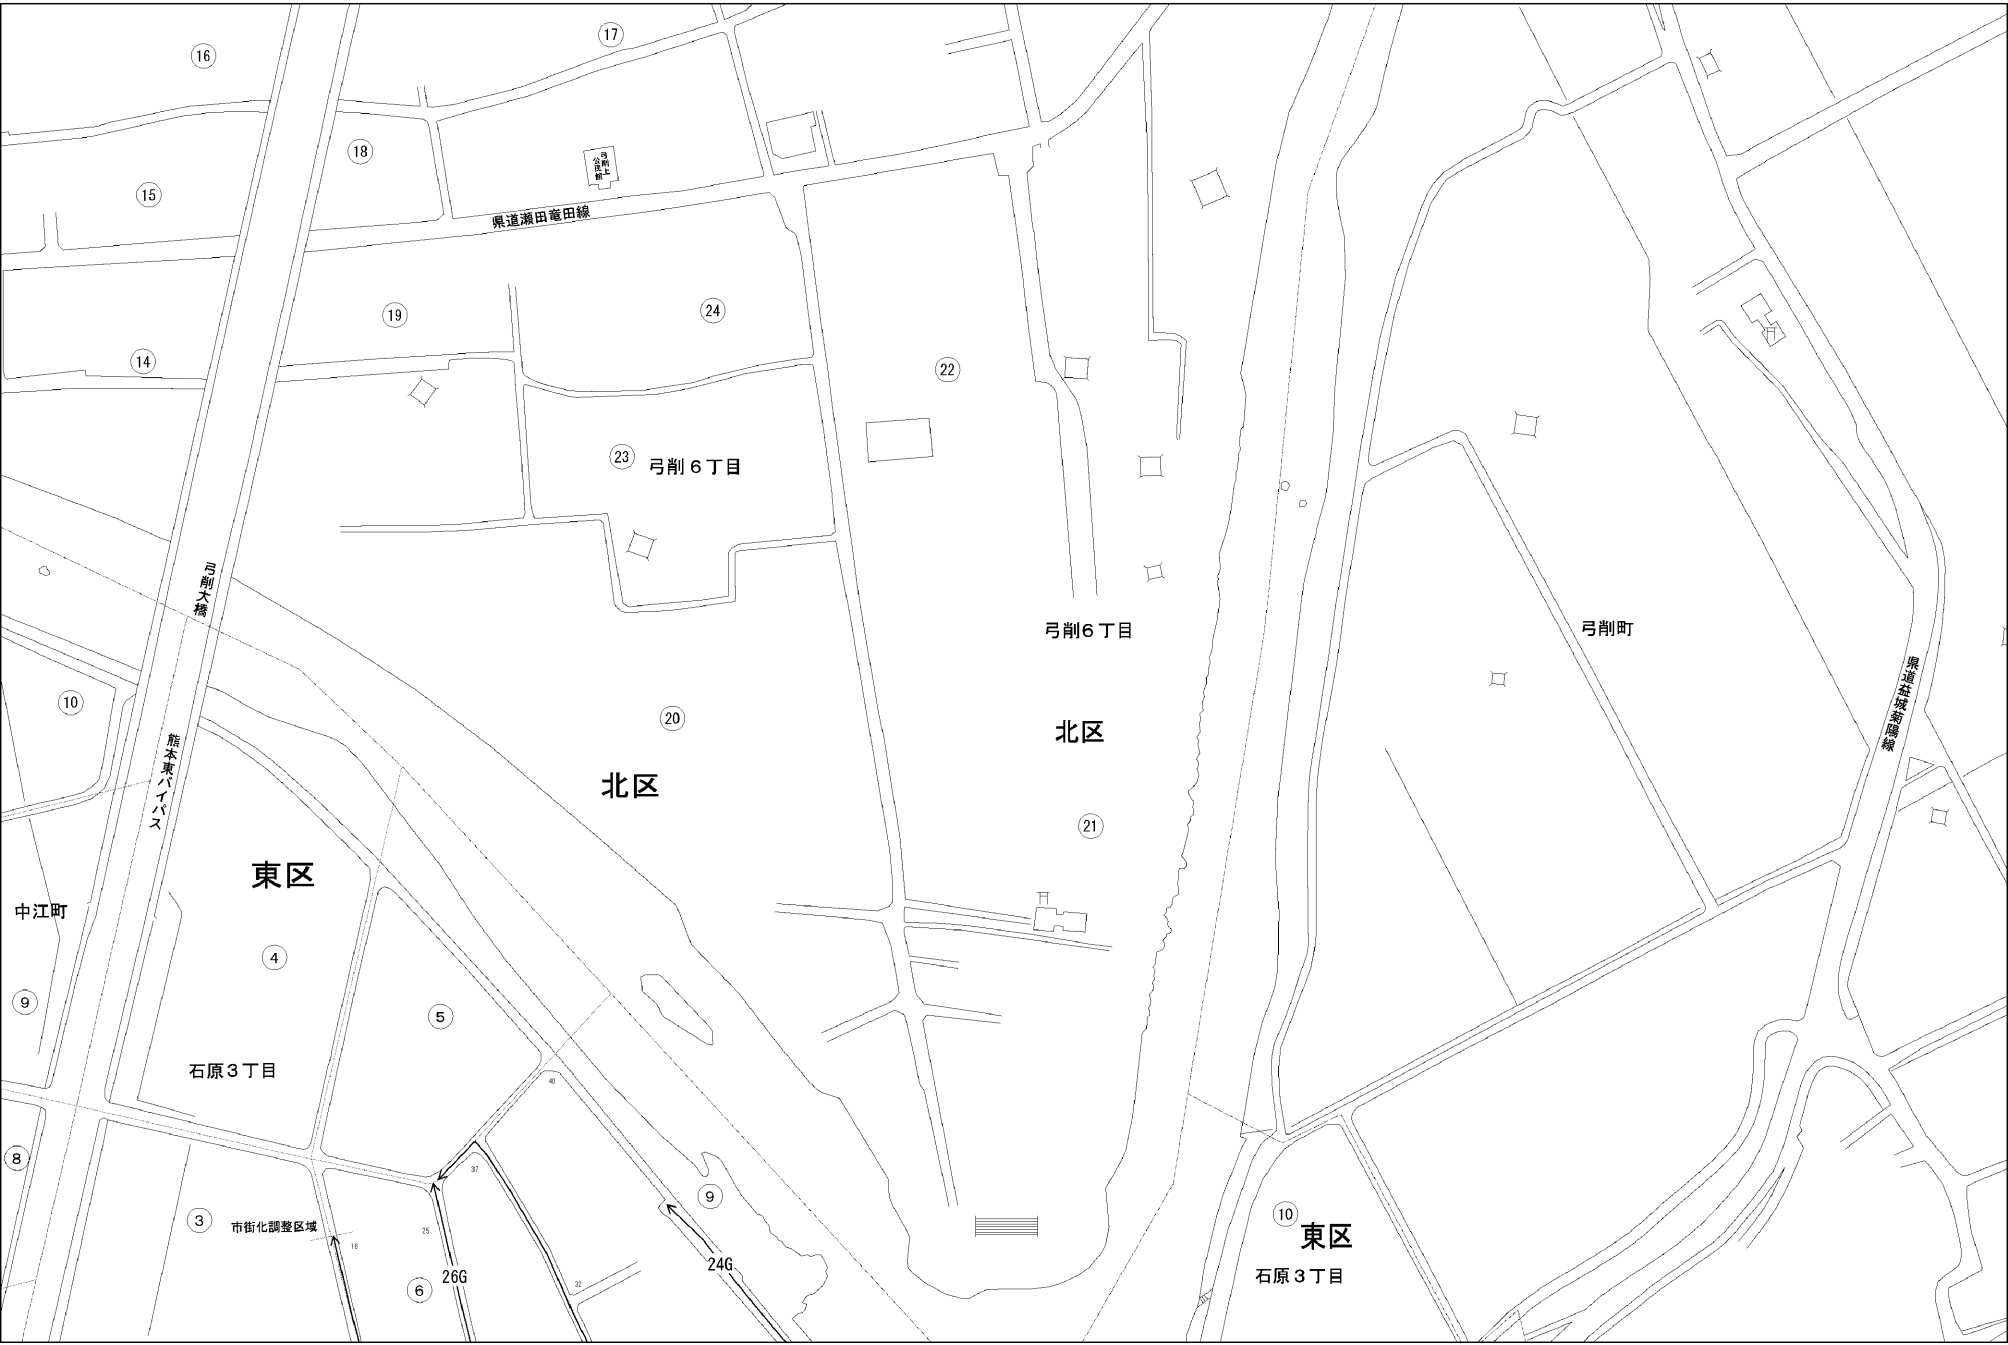 ⑯
⑰
⑱
弓削上
公民館
⑮
県道瀬田竜田線
⑲
㉔
⑭
㉒
㉓
弓削６丁目
弓削大橋
弓削６丁目
弓削町
県道益城菊陽線
⑩
⑳
北区
熊本東バイパス
北区
㉑
東区
中江町
④
⑨
⑤
石原３丁目
40
⑧
37
⑨
③
市街化調整区域
16
25
⑩
東区
24G
26G
石原３丁目
⑥
32